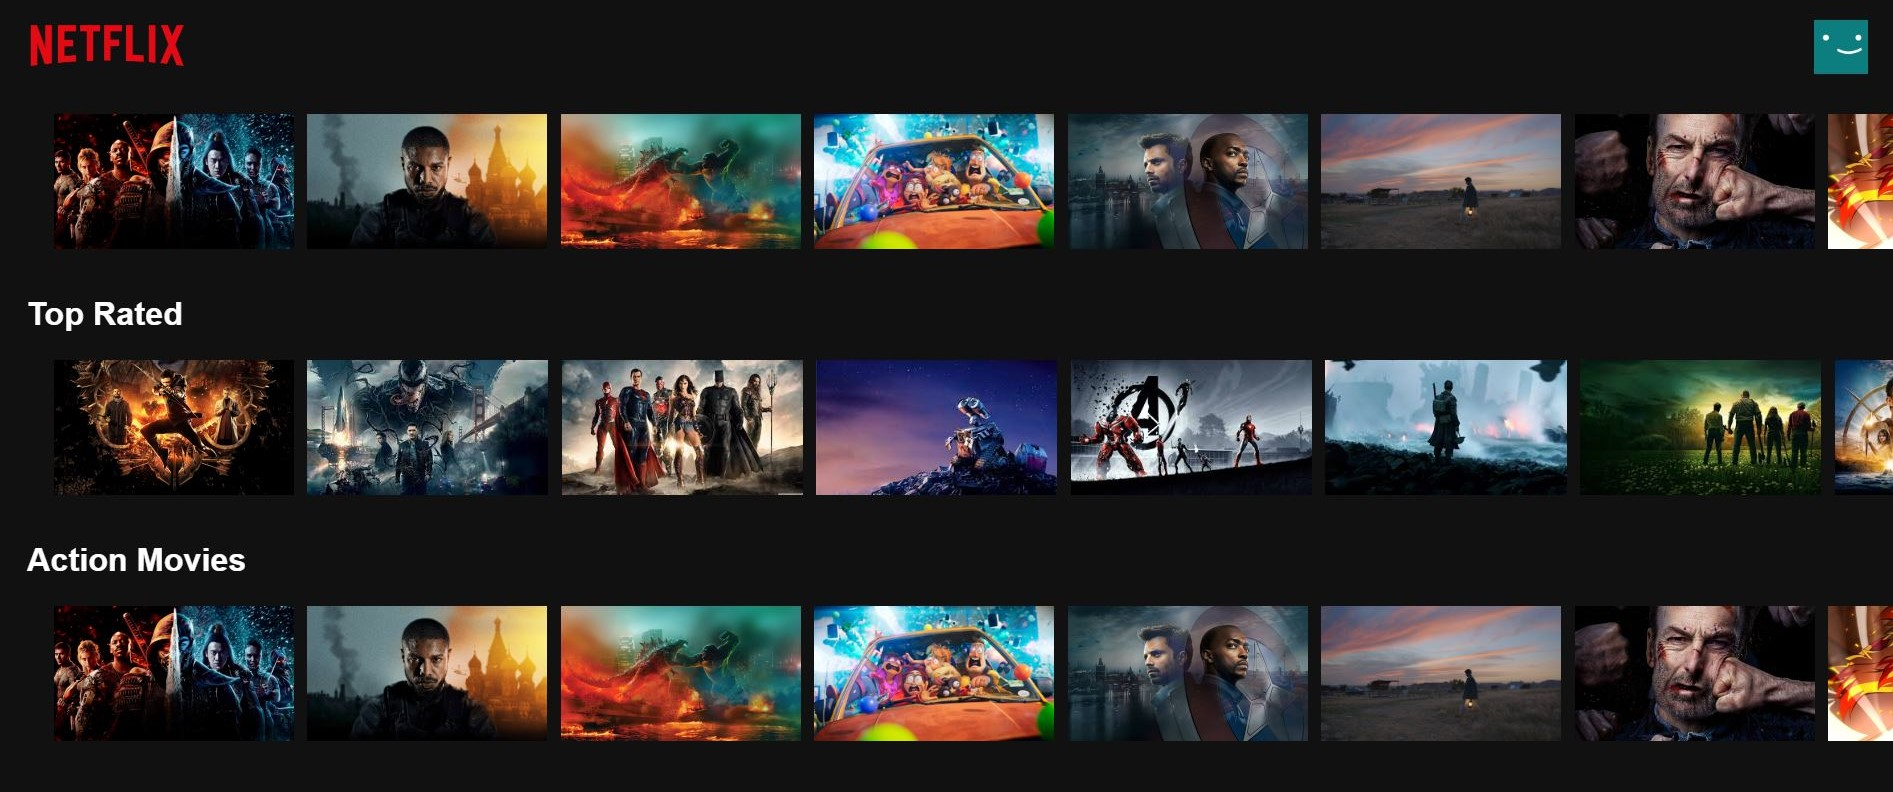 NETFLIX
Top Rated
Action Movies